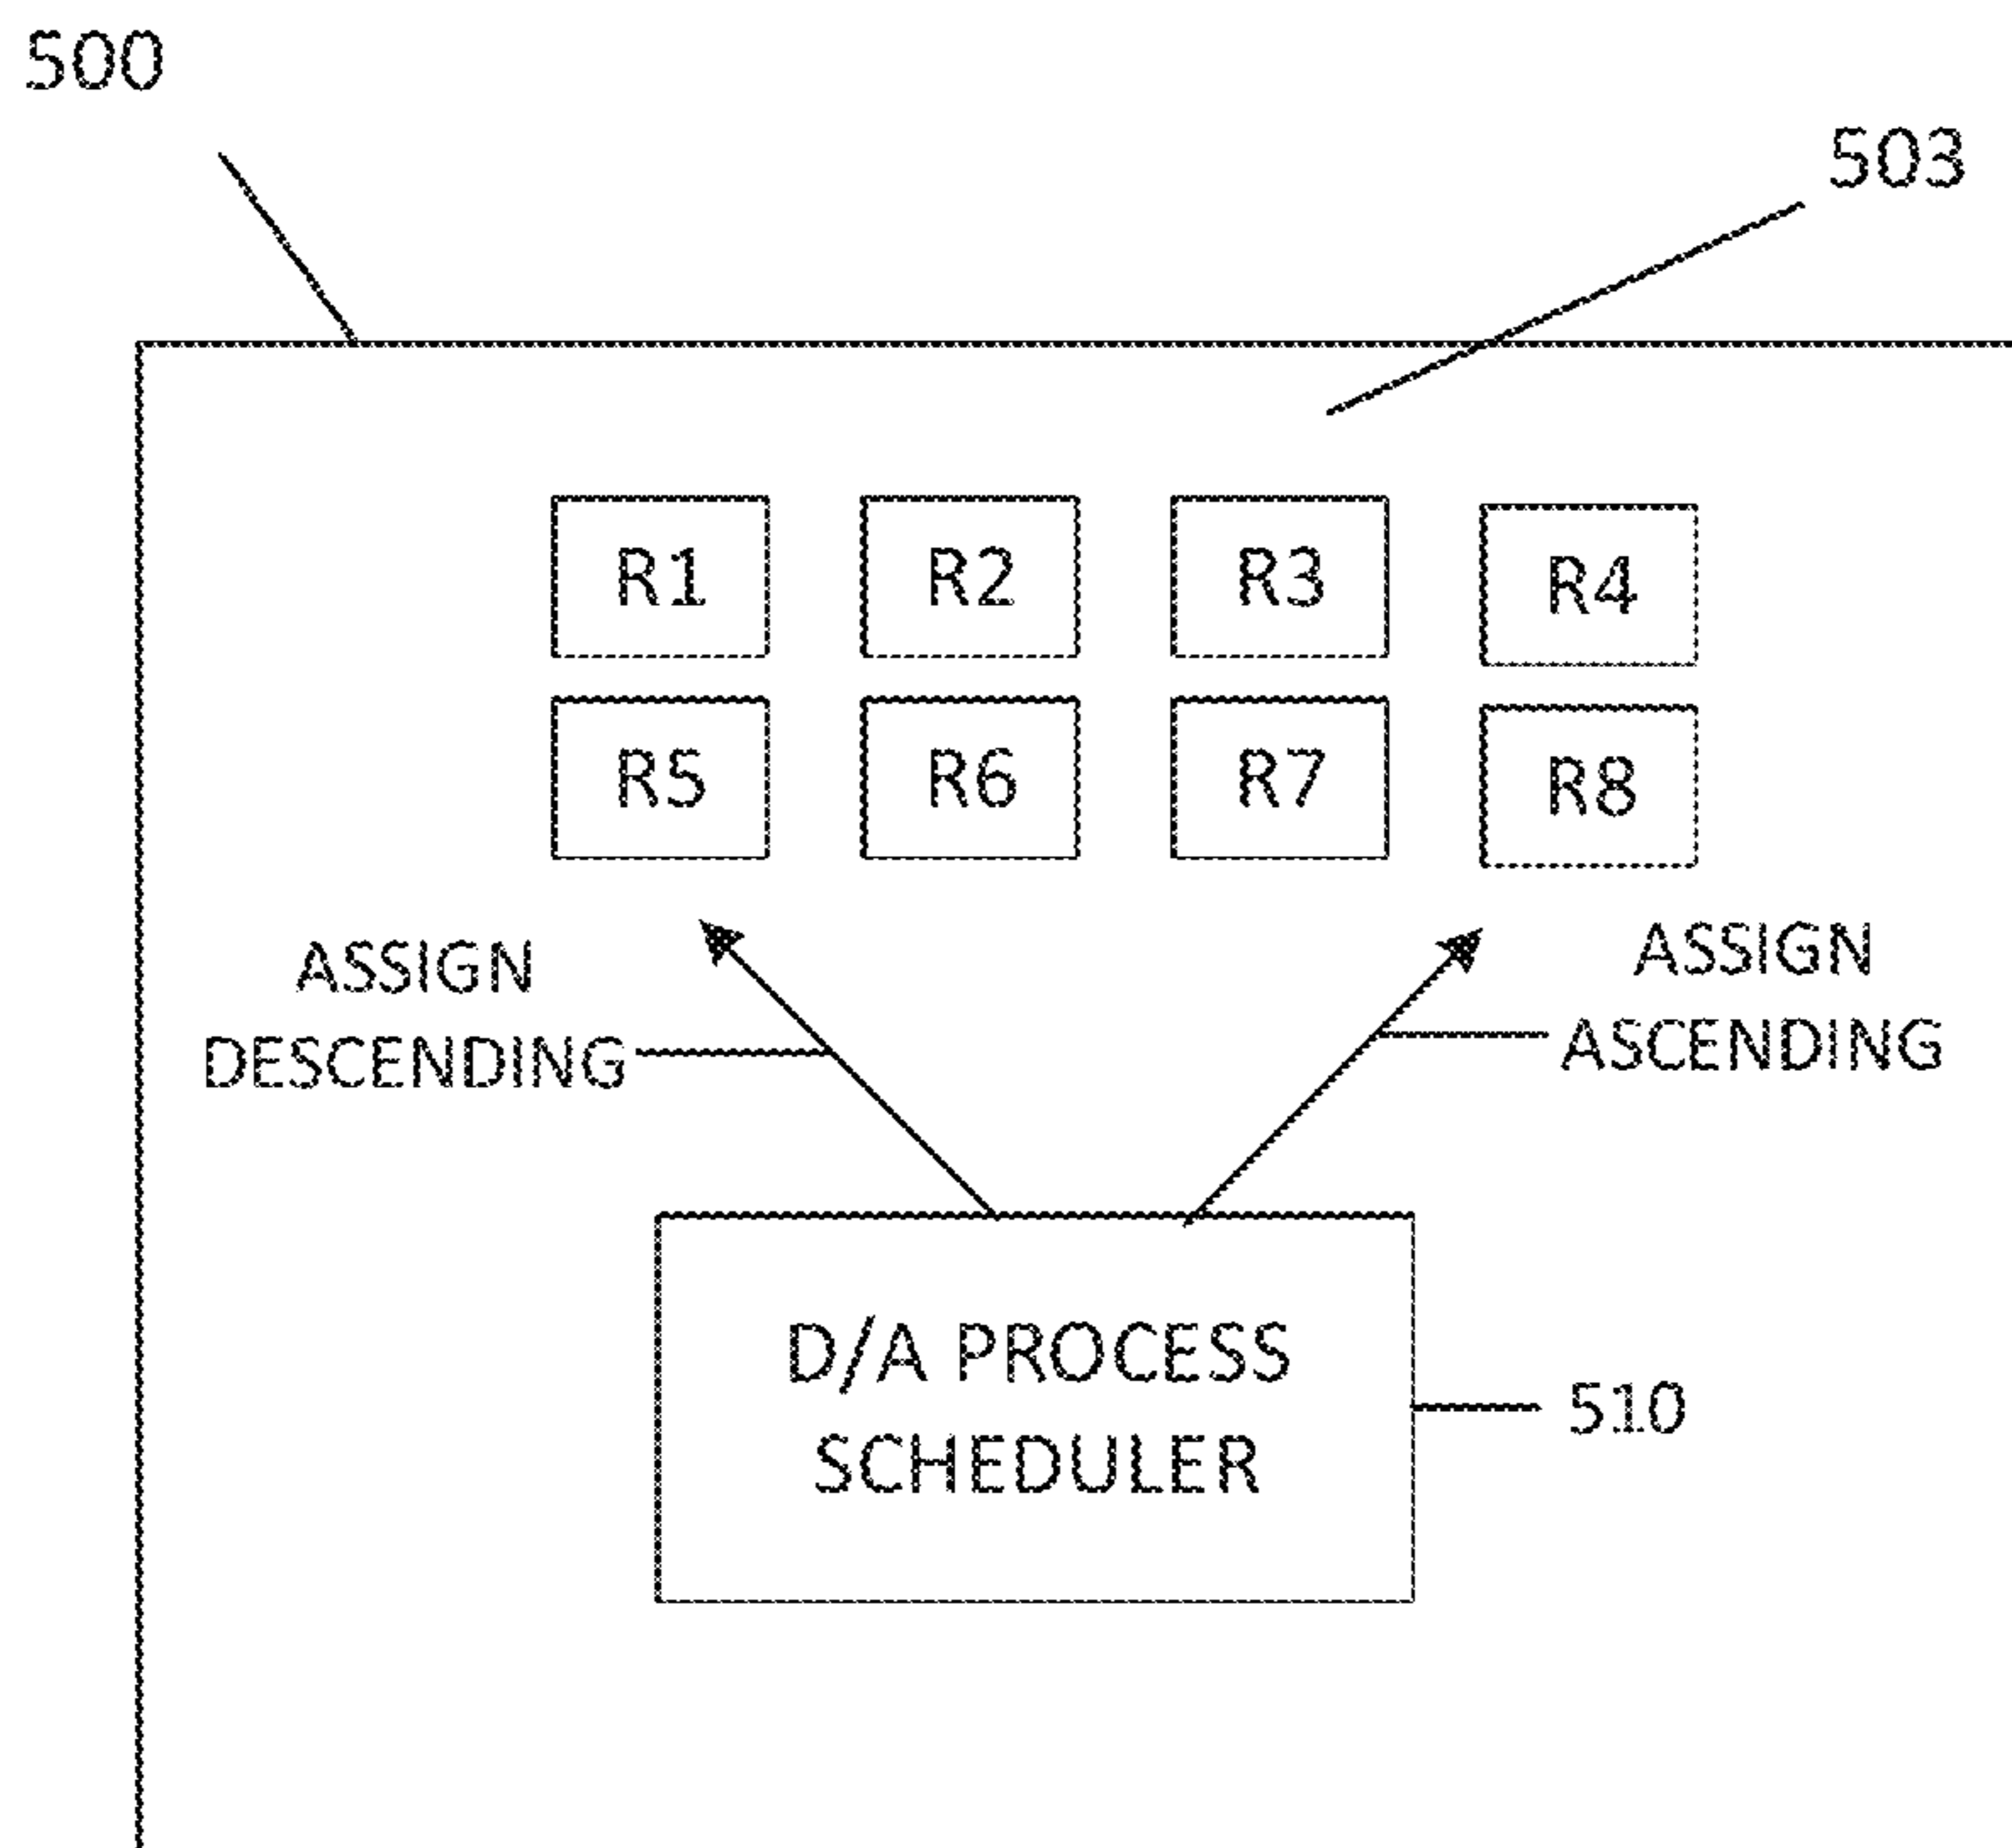 500
503
R1 R2 R3 R4
R5 R6 R7 R8
ASSIGN
DESCENDING
ASSIGN
ASCENDING
D/A PROCESS
SCHEDULER
510